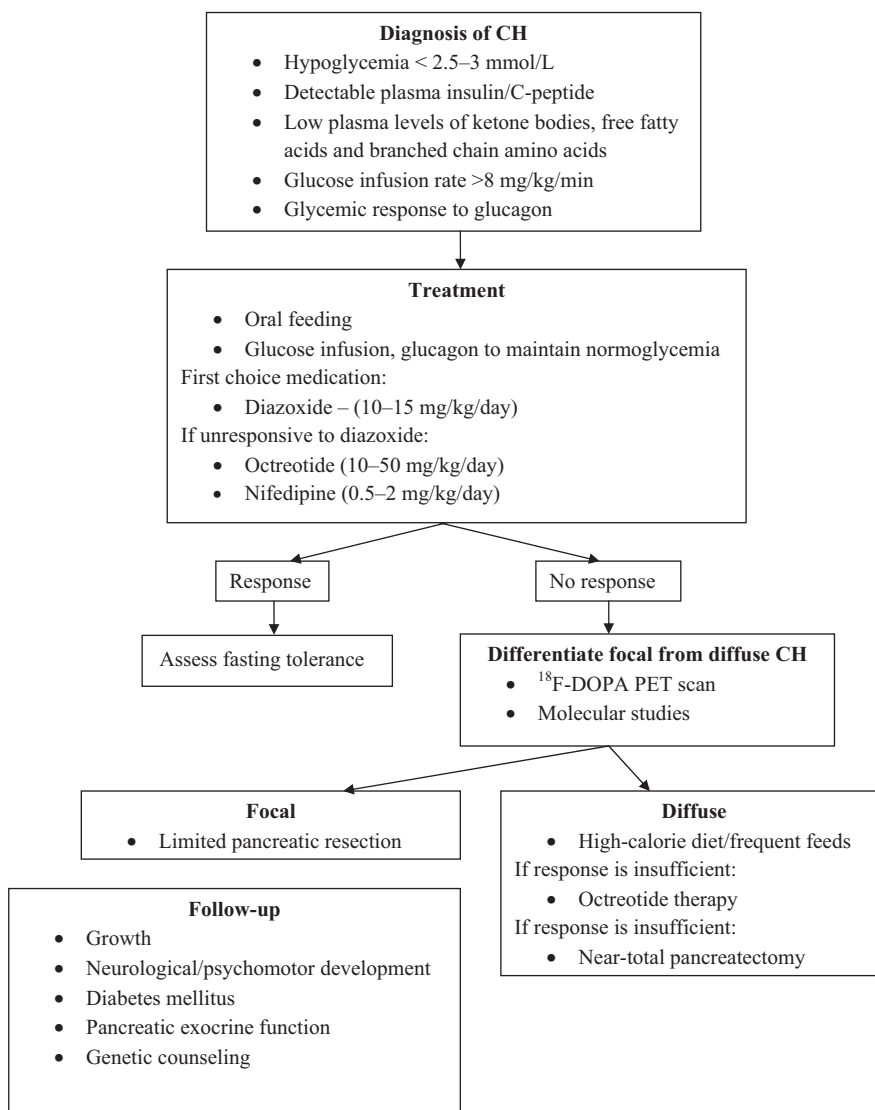 Diagnosis of CH
• Hypoglycemia < 2.5–3 mmol/L
• Detectable plasma insulin/C-peptide
• Low plasma levels of ketone bodies, free fatty
acids and branched chain amino acids
• Glucose infusion rate >8 mg/kg/min
• Glycemic response to glucagon
Treatment
• Oral feeding
• Glucose infusion, glucagon to maintain normoglycemia
First choice medication:
• Diazoxide – (10–15 mg/kg/day)
If unresponsive to diazoxide:
• Octreotide (10–50 mg/kg/day)
• Nifedipine (0.5–2 mg/kg/day)
Response
No response
Assess fasting tolerance
Differentiate focal from diffuse CH
• ¹⁸F-DOPA PET scan
• Molecular studies
Focal
• Limited pancreatic resection
Diffuse
• High-calorie diet/frequent feeds
If response is insufficient:
• Octreotide therapy
If response is insufficient:
• Near-total pancreatectomy
Follow-up
• Growth
• Neurological/psychomotor development
• Diabetes mellitus
• Pancreatic exocrine function
• Genetic counseling